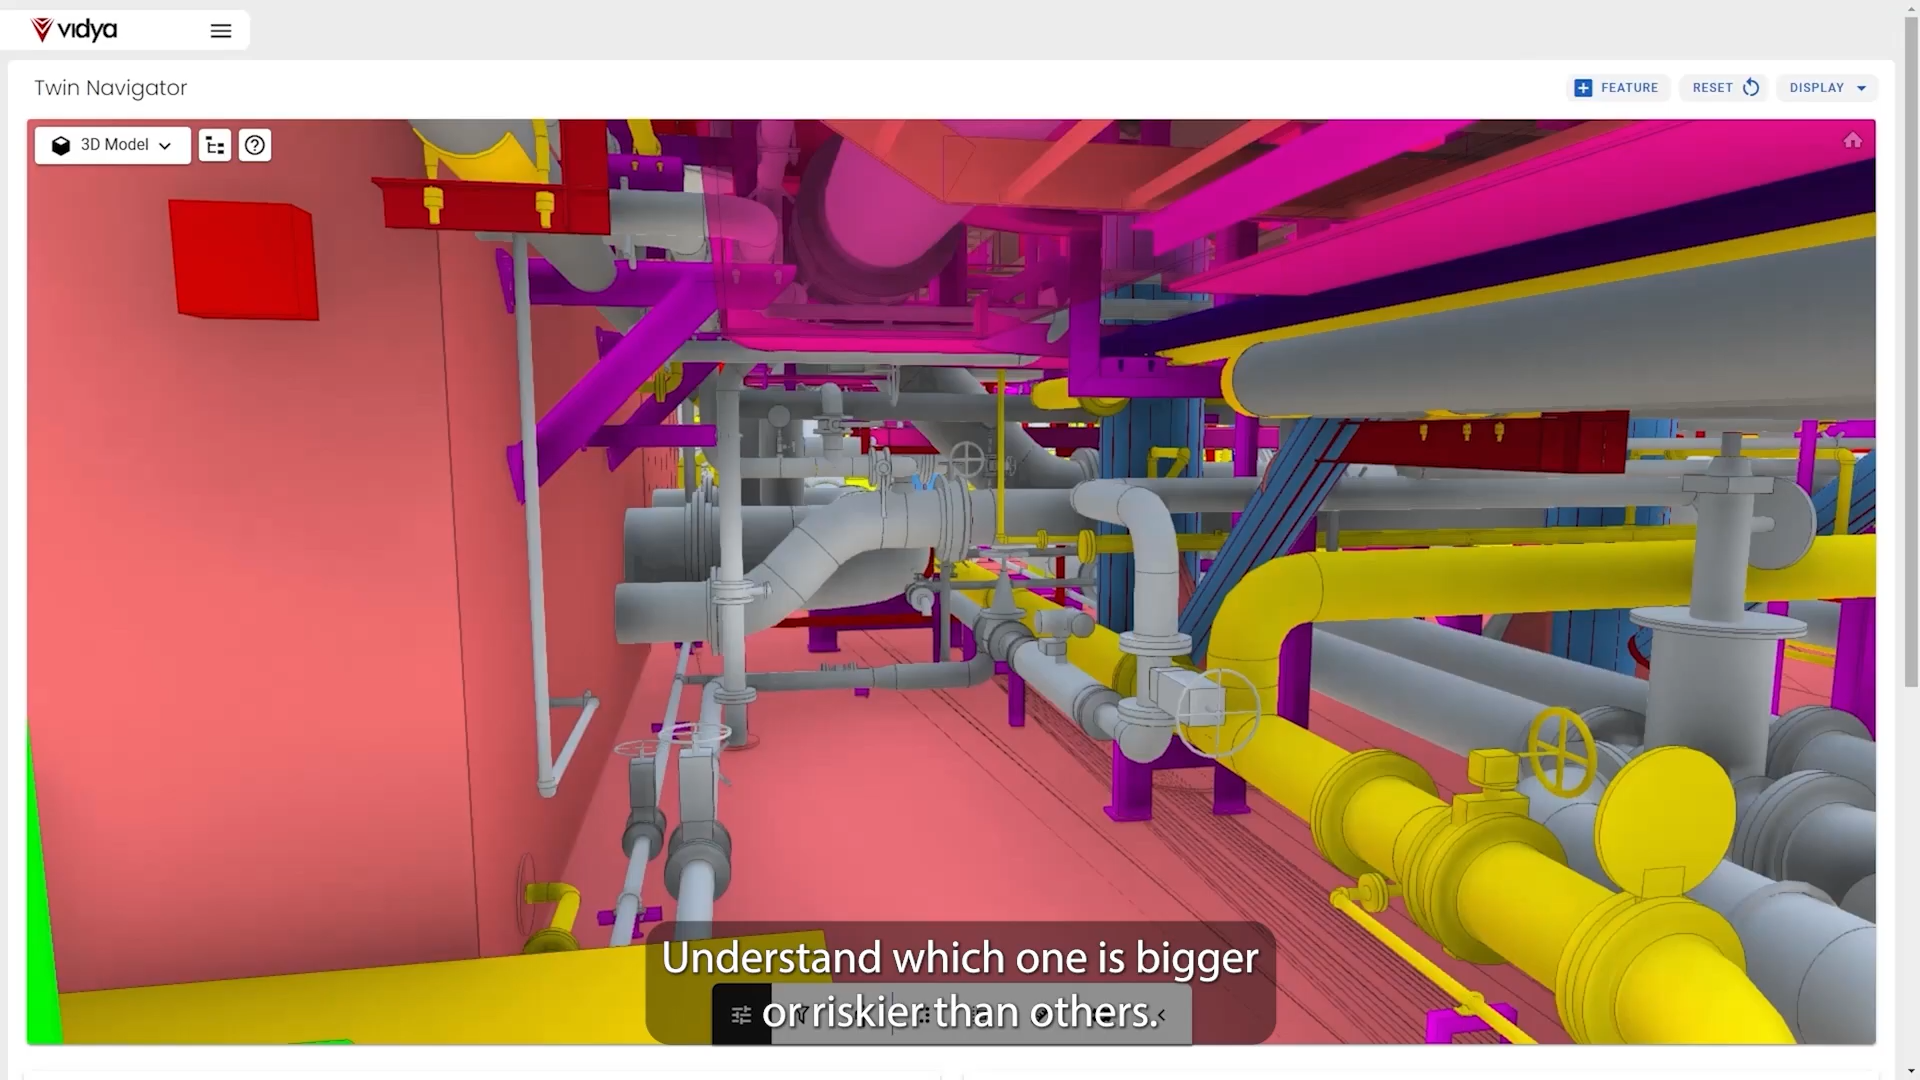 vidya
Twin Navigator
FEATURE
RESET
DISPLAY
3D Model
Understand which one is bigger
or riskier than others.